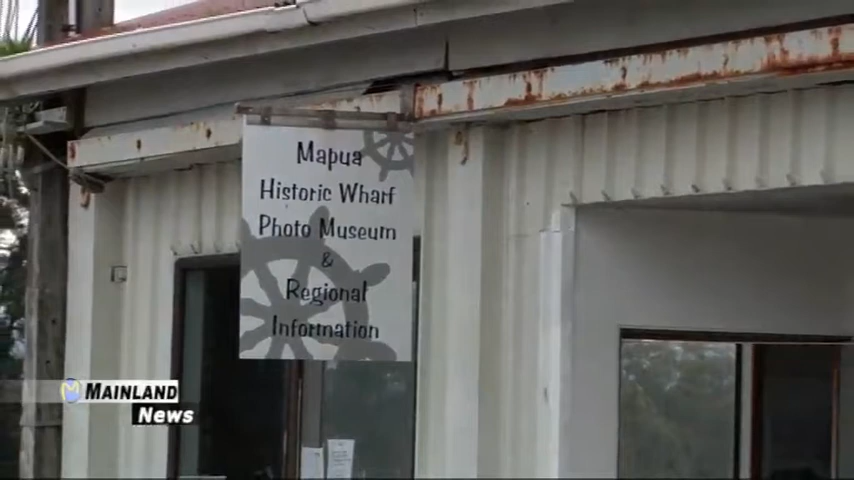 Mapua
Historic Wharf
Photo Museum
&
Regional
Information
MAINLAND
News